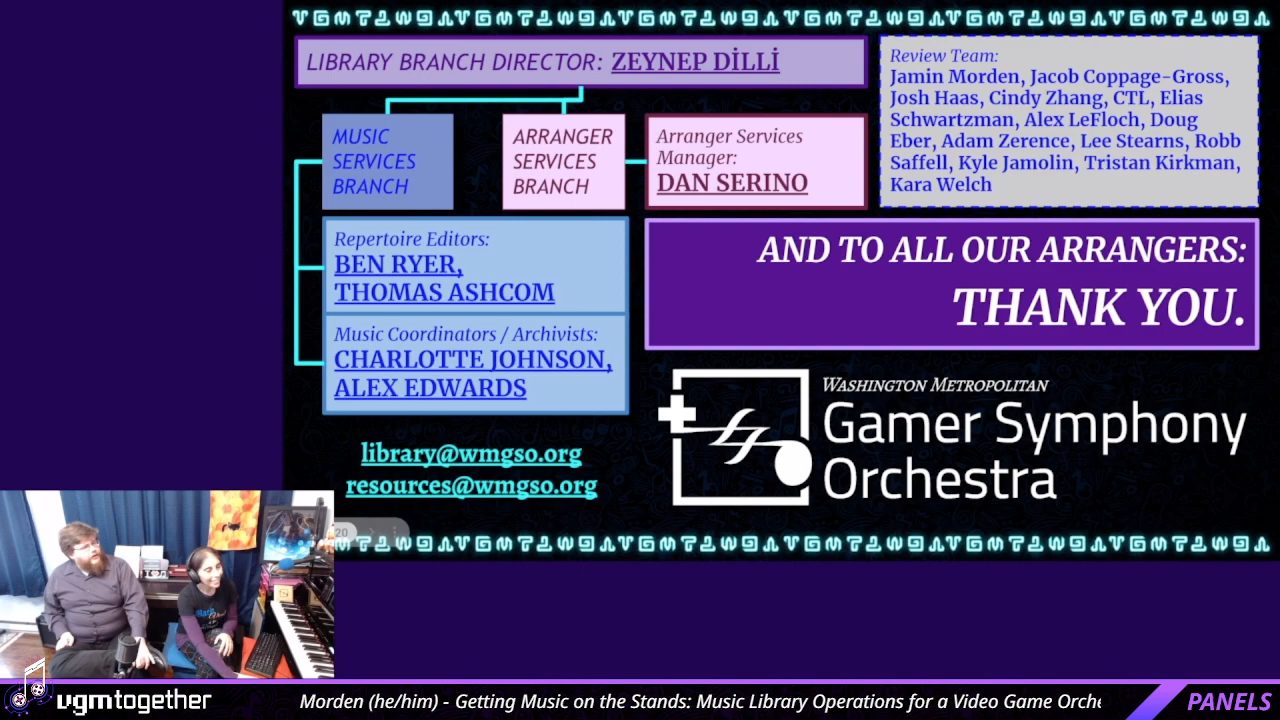 LIBRARY BRANCH DIRECTOR: ZEYNEP DİLLİ
MUSIC
SERVICES
BRANCH
ARRANGER
SERVICES
BRANCH
Arranger Services
Manager:
DAN SERINO
Review Team:
Jamin Morden, Jacob Coppage-Gross,
Josh Haas, Cindy Zhang, CTL, Elias
Schwartzman, Alex LeFloch, Doug
Eber, Adam Zerence, Lee Stearns, Robb
Saffell, Kyle Jamolin, Tristan Kirkman,
Kara Welch
Repertoire Editors:
BEN RYER,
THOMAS ASHCOM
Music Coordinators / Archivists:
CHARLOTTE JOHNSON,
ALEX EDWARDS
AND TO ALL OUR ARRANGERS:
THANK YOU.
library@wmgso.org
resources@wmgso.org
WASHINGTON METROPOLITAN
Gamer Symphony
Orchestra
20
vgmtogether
Morden (he/him) - Getting Music on the Stands: Music Library Operations for a Video Game Orche
PANELS